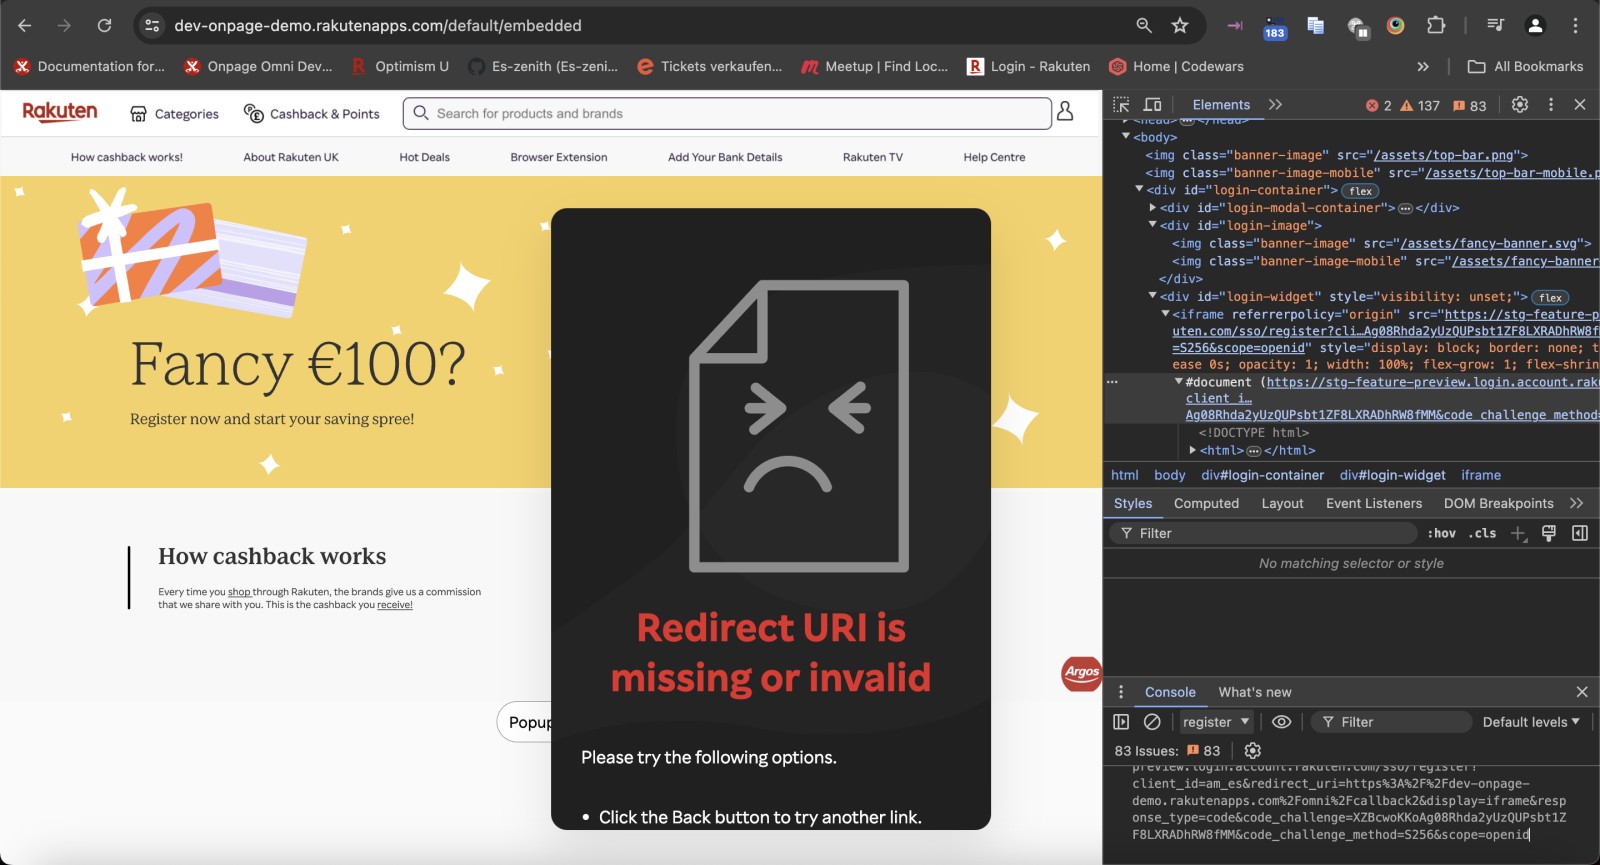 dev-onpage-demo.rakutenapps.com/default/embedded
183
Documentation for... Onpage Omni Dev... Optimism U Es-zenith (Es-zeni... Tickets verkaufen... Meetup | Find Loc... Login - Rakuten Home | Codewars All Bookmarks
Rakuten Categories Cashback & Points Search for products and brands
How cashback works! About Rakuten UK Hot Deals Browser Extension Add Your Bank Details Rakuten TV Help Centre
Fancy €100?
Register now and start your saving spree!
How cashback works
Every time you shop through Rakuten, the brands give us a commission
that we share with you. This is the cashback you receive!
Popup
Argos
Redirect URI is
missing or invalid
Please try the following options.
• Click the Back button to try another link.
Elements 2 137 83
<head> ... </head>
<body>
<img class="banner-image" src="/assets/top-bar.png">
<img class="banner-image-mobile" src="/assets/top-bar-mobile.p
<div id="login-container"> flex
<div id="login-modal-container"> ... </div>
<div id="login-image">
<img class="banner-image" src="/assets/fancy-banner.svg">
<img class="banner-image-mobile" src="/assets/fancy-banner
</div>
<div id="login-widget" style="visibility: unset;"> flex
<iframe referrerpolicy="origin" src="https://stg-feature-p
uten.com/sso/register?cli…Ag08Rhda2yUzQUPsbt1ZF8LXRADhRW8f
=S256&scope=openid" style="display: block; border: none; t
ease 0s; opacity: 1; width: 100%; flex-grow: 1; flex-shrin
... #document (https://stg-feature-preview.login.account.rak
client_i…
Ag08Rhda2yUzQUPsbt1ZF8LXRADhRW8fMM&code_challenge_method=
<!DOCTYPE html>
<html> ... </html>
html body div#login-container div#login-widget iframe
Styles Computed Layout Event Listeners DOM Breakpoints
Filter :hov .cls
No matching selector or style
Console What's new
register Filter Default levels
83 Issues: 83
preview.login.account.rakuten.com/sso/register?
client_id=am_es&redirect_uri=https%3A%2F%2Fdev-onpage-
demo.rakutenapps.com%2Fomni%2Fcallback2&display=iframe&resp
onse_type=code&code_challenge=XZBcwoKKoAg08Rhda2yUzQUPsbt1Z
F8LXRADhRW8fMM&code_challenge_method=S256&scope=openid